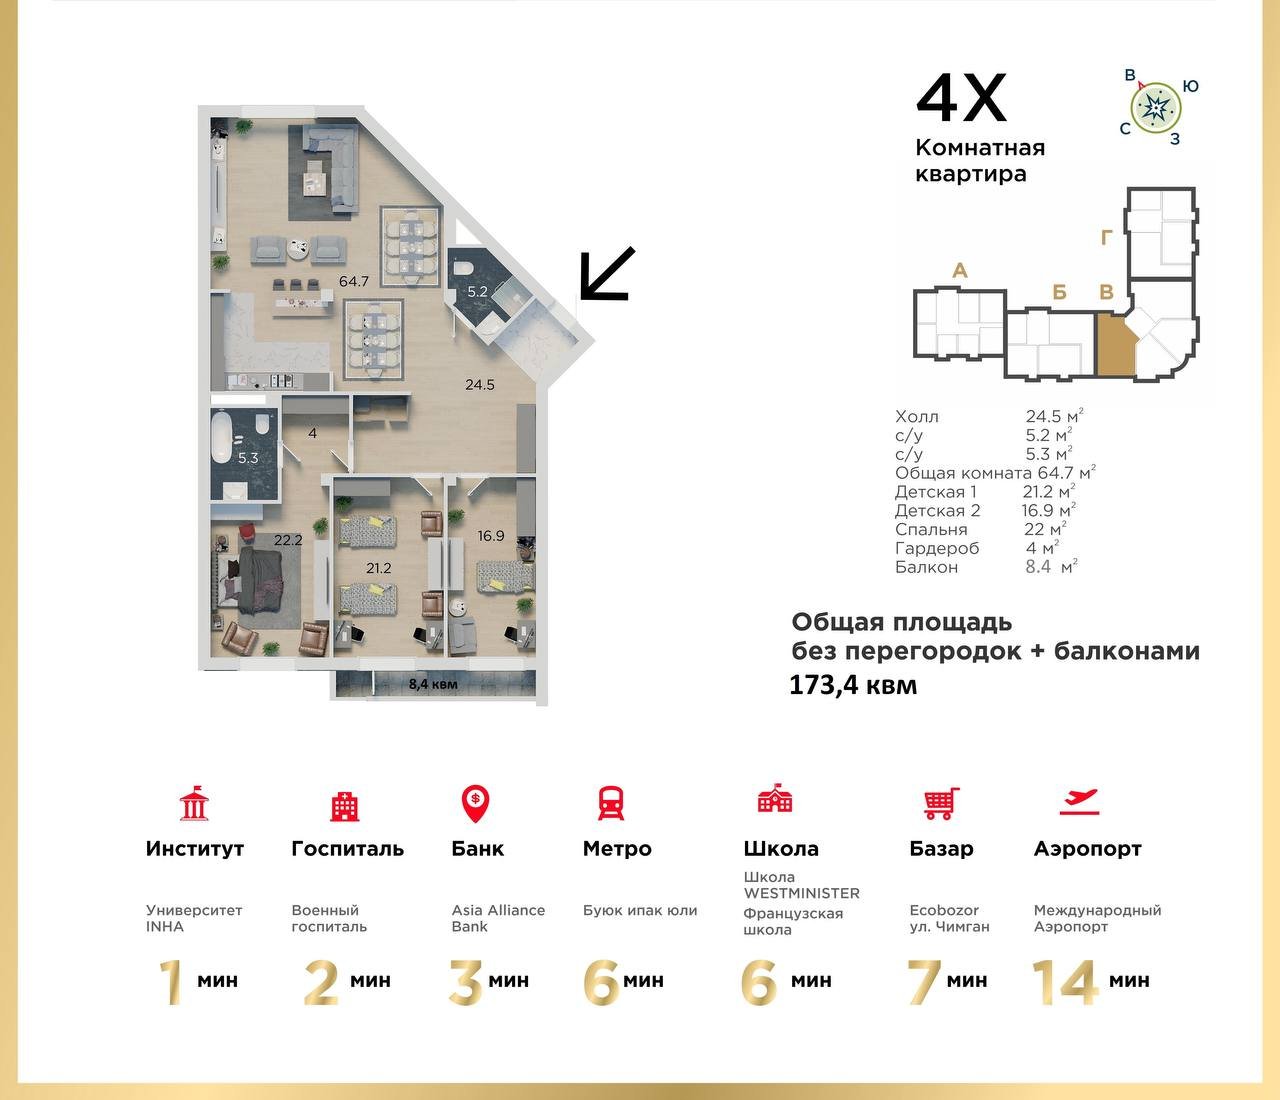 4X
Комнатная
квартира
В
Ю
С
З
А
Б
В
Г
64.7
5.2
24.5
4
5.3
22.2
21.2
16.9
8,4 квм
Холл 24.5 м²
с/у 5.2 м²
с/у 5.3 м²
Общая комната 64.7 м²
Детская 1 21.2 м²
Детская 2 16.9 м²
Спальня 22 м²
Гардероб 4 м²
Балкон 8.4 м²
Общая площадь
без перегородок + балконами
173,4 квм
Институт
Университет
INHA
1 мин
Госпиталь
Военный
госпиталь
2 мин
Банк
Asia Alliance
Bank
3 мин
Метро
Буюк ипак юли
6 мин
Школа
Школа
WESTMINISTER
Французская
школа
6 мин
Базар
Ecobozor
ул. Чимган
7 мин
Аэропорт
Международный
Аэропорт
14 мин